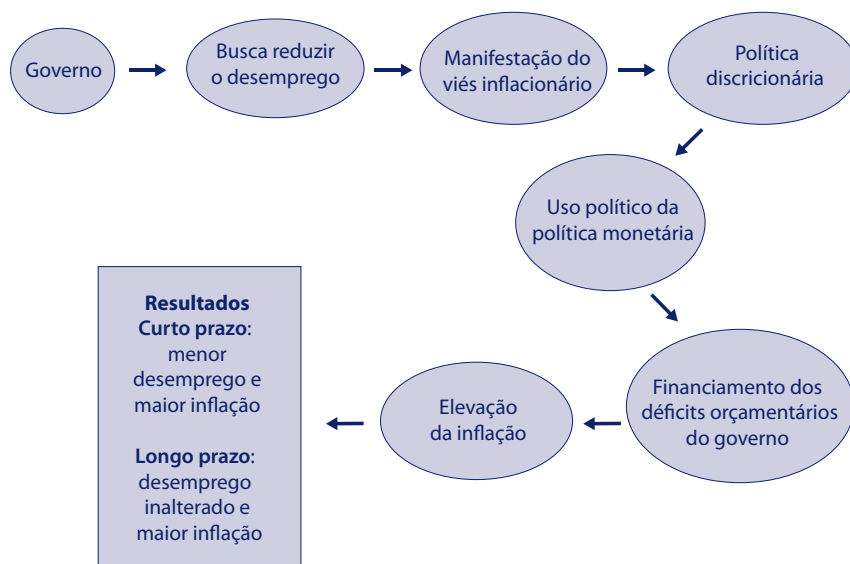 Governo
Busca reduzir
o desemprego
Manifestação do
viés inflacionário
Política
discricionária
Uso político da
política monetária
Financiamento dos
déficits orçamentários
do governo
Elevação
da inflação
Resultados
Curto prazo:
menor
desemprego e
maior inflação
Longo prazo:
desemprego
inalterado e
maior inflação